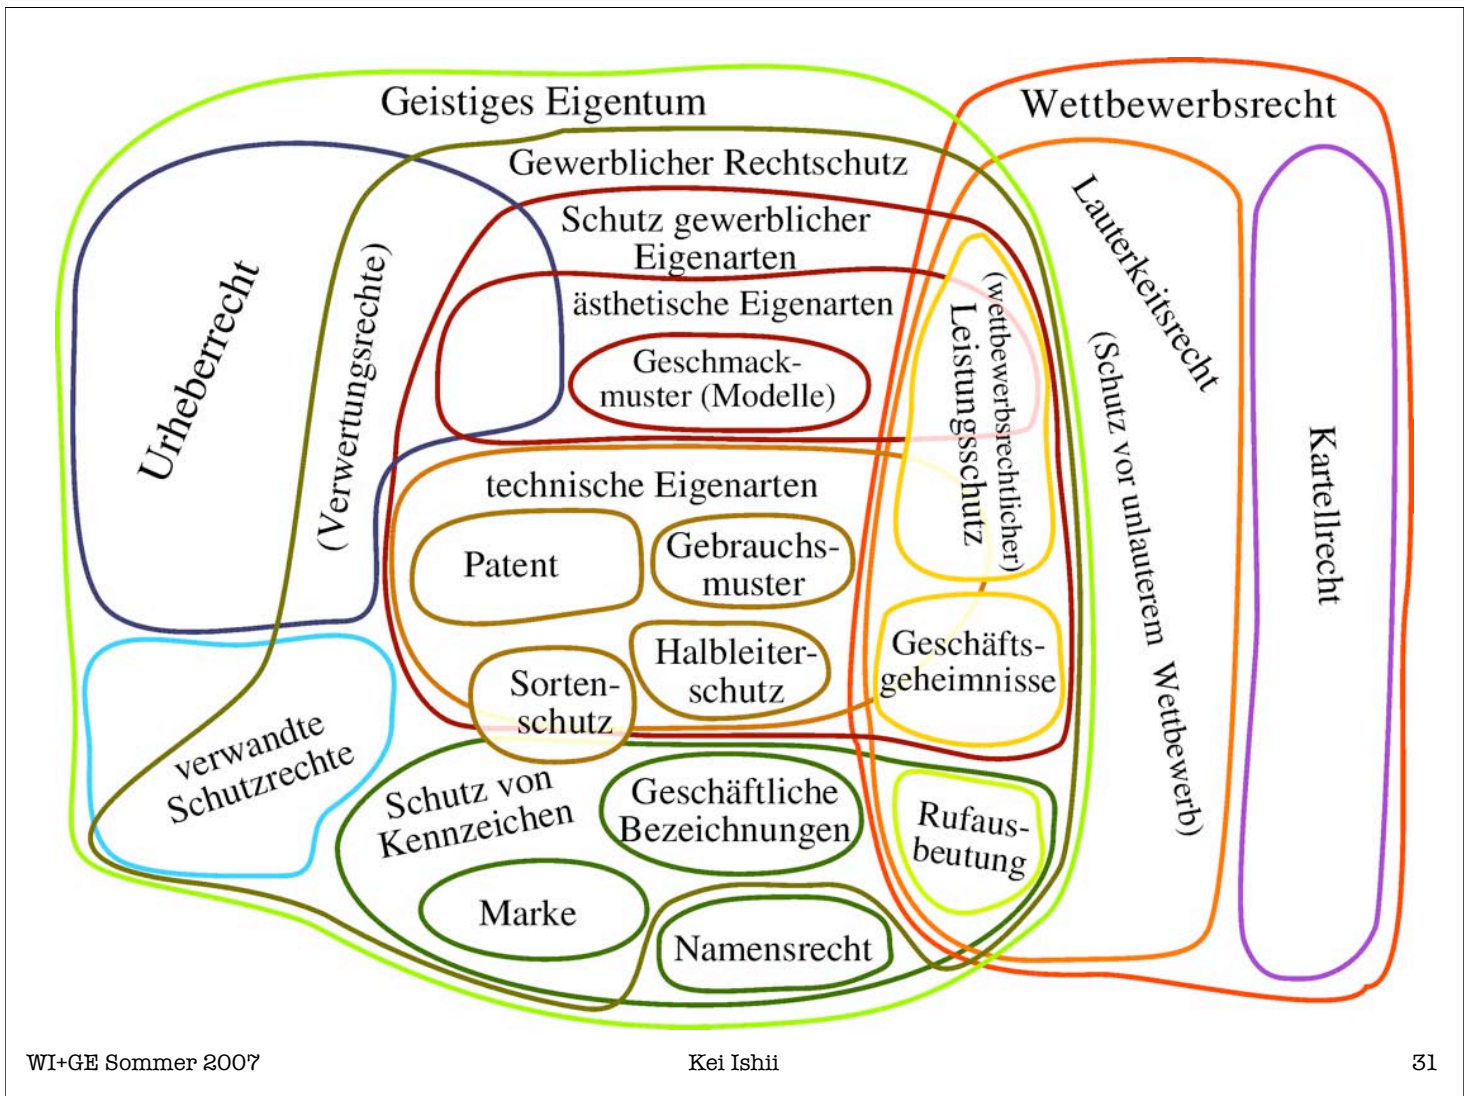 Geistiges Eigentum
Wettbewerbsrecht
Gewerblicher Rechtschutz
Schutz gewerblicher
Eigenarten
ästhetische Eigenarten
Geschmack-
muster (Modelle)
Urheberrecht
(Verwertungsrechte)
(wettbewerbsrechtlicher)
Leistungsschutz
Lauterkeitsrecht
(Schutz vor unlauterem Wettbewerb)
Kartellrecht
technische Eigenarten
Patent
Gebrauchs-
muster
Sorten-
schutz
Halbleiter-
schutz
Geschäfts-
geheimnisse
verwandte
Schutzrechte
Schutz von
Kennzeichen
Geschäftliche
Bezeichnungen
Rufaus-
beutung
Marke
Namensrecht
WI+GE Sommer 2007
Kei Ishii
31